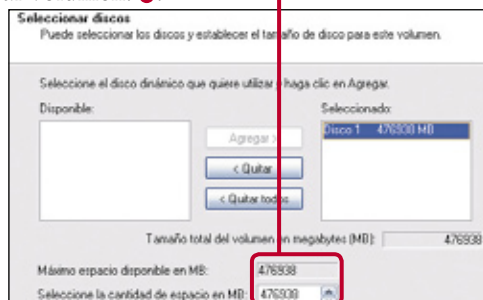 Seleccionar discos
Puede seleccionar los discos y establecer el tamaño de disco para este volumen.
Seleccione el disco dinámico que quiere utilizar y haga clic en Agregar.
Disponible: Seleccionado:
Agregar > Disco 1 476938 MB
< Quitar
< Quitar todos
Tamaño total del volumen en megabytes (MB): 476938
Máximo espacio disponible en MB: 476938
Seleccione la cantidad de espacio en MB: 476938